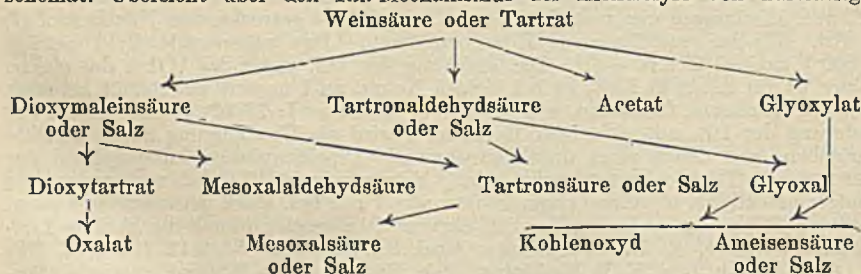 Weinsäure oder Tartrat
Dioxymaleinsäure Tartronaldehydsäure Acetat Glyoxylat
oder Salz oder Salz
Dioxytartrat Mesoxalaldehydsäure Tartronsäure oder Salz Glyoxal
Oxalat Mesoxalsäure Kohlenoxyd Ameisensäure
oder Salz oder Salz